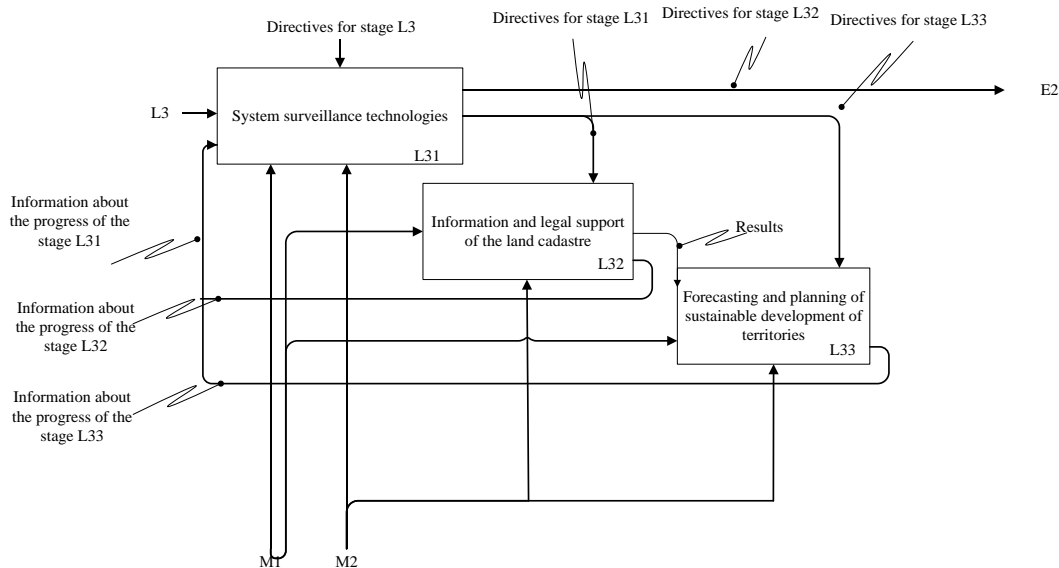 Directives for stage L3
Directives for stage L31
Directives for stage L32
Directives for stage L33
E2
L3
System surveillance technologies
L31
Information about
the progress of the
stage L31
Information and legal support
of the land cadastre
L32
Results
Information about
the progress of the
stage L32
Forecasting and planning of
sustainable development of
territories
L33
Information about
the progress of the
stage L33
M1
M2